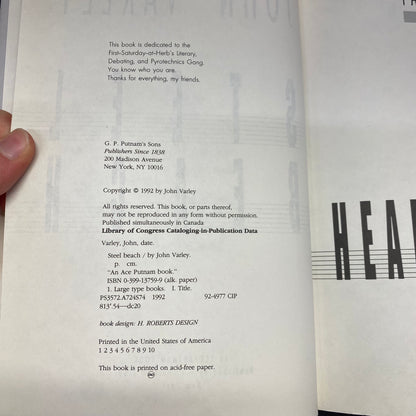 This book is dedicated to the
First-Saturday-at-Herb's Literary,
Debating, and Pyrotechnics Gang.
You know who you are.
Thanks for everything, my friends.
G. P. Putnam's Sons
Publishers Since 1838
200 Madison Avenue
New York, NY 10016
Copyright © 1992 by John Varley
All rights reserved. This book, or parts thereof,
may not be reproduced in any form without permission.
Published simultaneously in Canada
Library of Congress Cataloging-in-Publication Data
Varley, John, date.
Steel beach / by John Varley.
p. cm.
"An Ace Putnam book."
ISBN 0-399-13759-9 (alk. paper)
1. Large type books. I. Title.
PS3572.A724S74 1992 92-4977 CIP
813'.54—dc20
book design: H. ROBERTS DESIGN
Printed in the United States of America
1 2 3 4 5 6 7 8 9 10
This book is printed on acid-free paper.
HEA